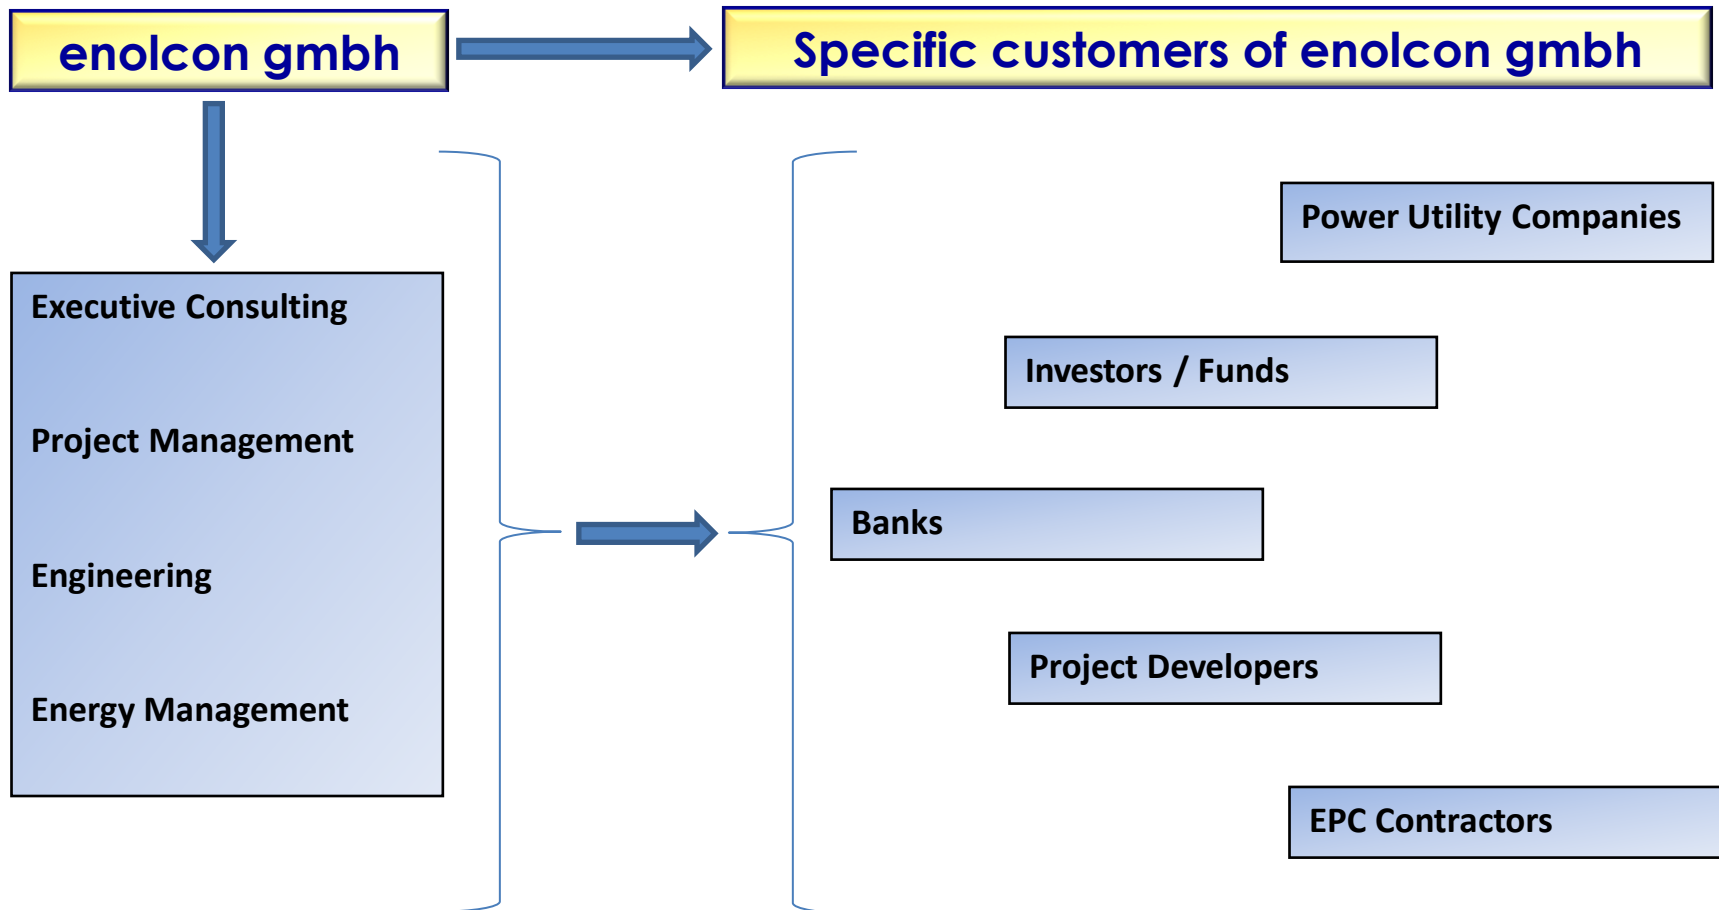 enolcon gmbh
Specific customers of enolcon gmbh
Executive Consulting
Project Management
Engineering
Energy Management
Power Utility Companies
Investors / Funds
Banks
Project Developers
EPC Contractors